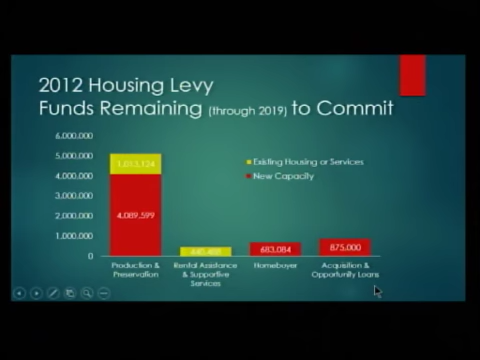 2012 Housing Levy
Funds Remaining (through 2019) to Commit
6,000,000
5,000,000
4,000,000
3,000,000
2,000,000
1,000,000
0
1,013,124
4,089,599
683,084
875,000
Existing Housing or Services
New Capacity
Production &
Preservation
Rental Assistance
& Supportive
Services
Homebuyer
Acquisition &
Opportunity Loans